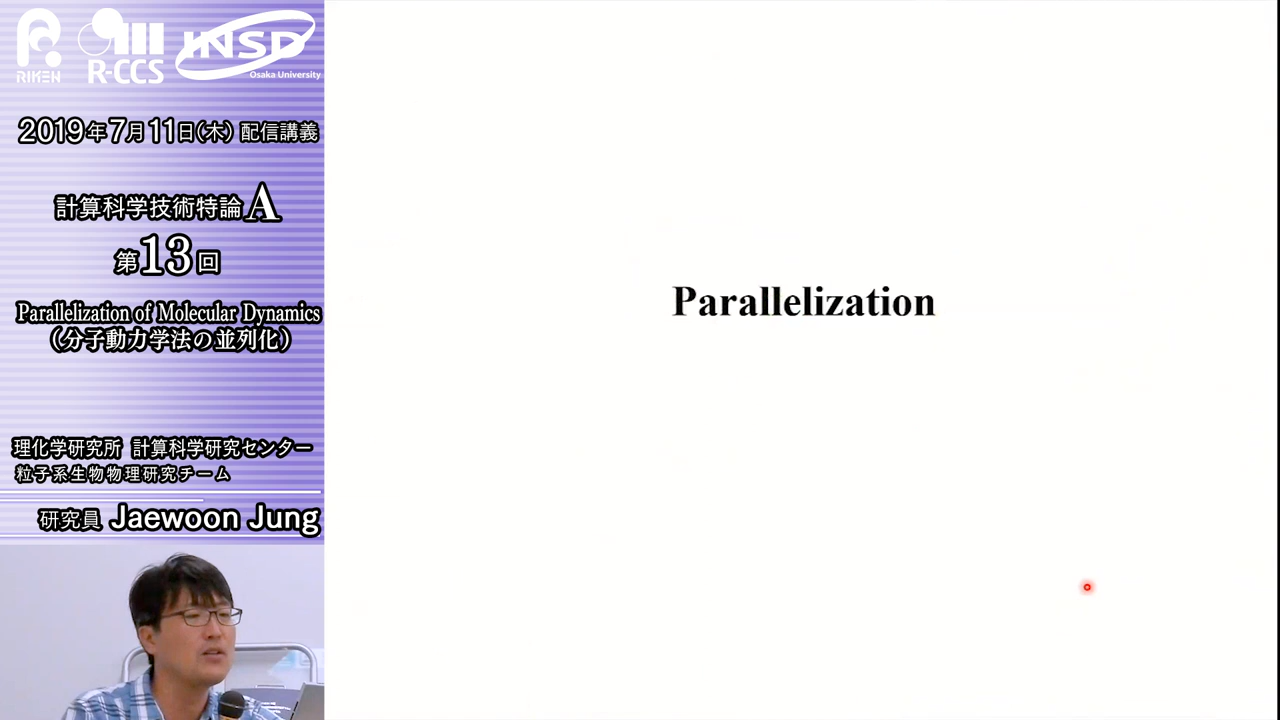 RIKEN
R-CCS
INSD
Osaka University
2019年7月11日(木) 配信講義
計算科学技術特論A
第13回
Parallelization of Molecular Dynamics
(分子動力学法の並列化)
理化学研究所 計算科学研究センター
粒子系生物物理研究チーム
研究員 Jaewoon Jung
Parallelization